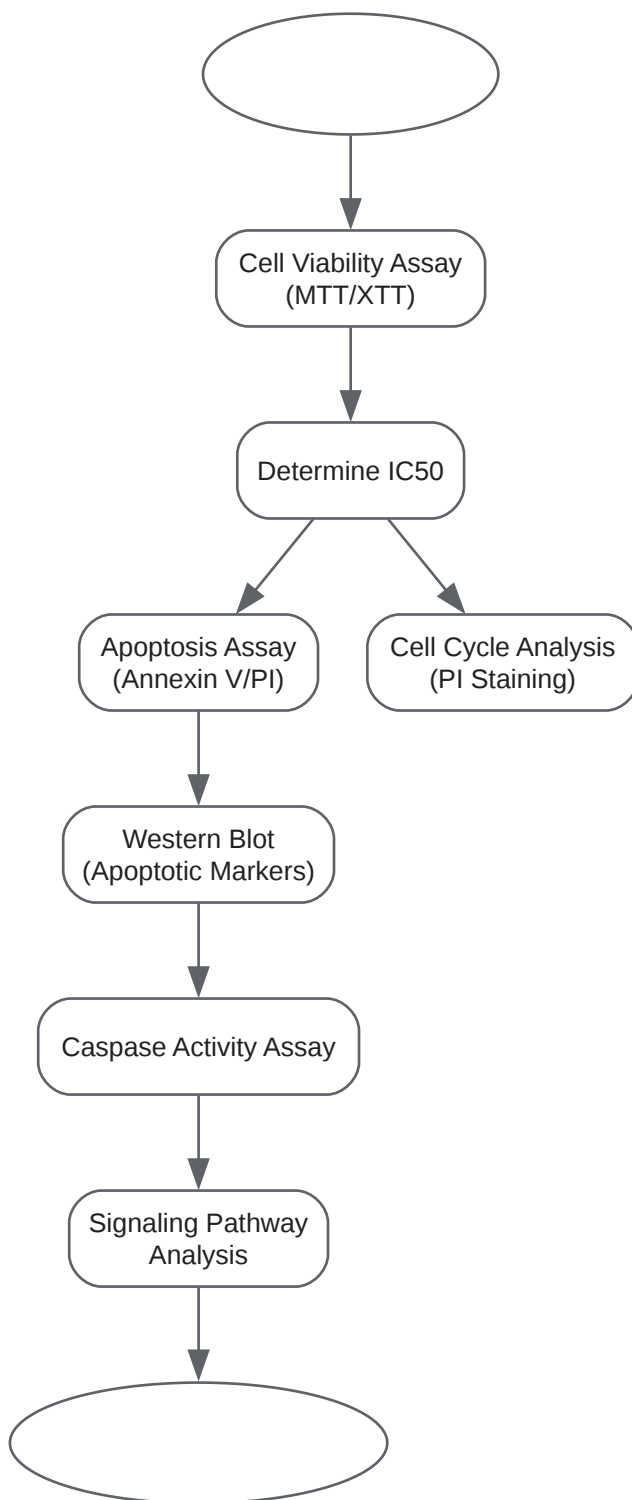 Cell Viability Assay
(MTT/XTT)
Determine IC50
Apoptosis Assay
(Annexin V/PI)
Cell Cycle Analysis
(PI Staining)
Western Blot
(Apoptotic Markers)
Caspase Activity Assay
Signaling Pathway
Analysis